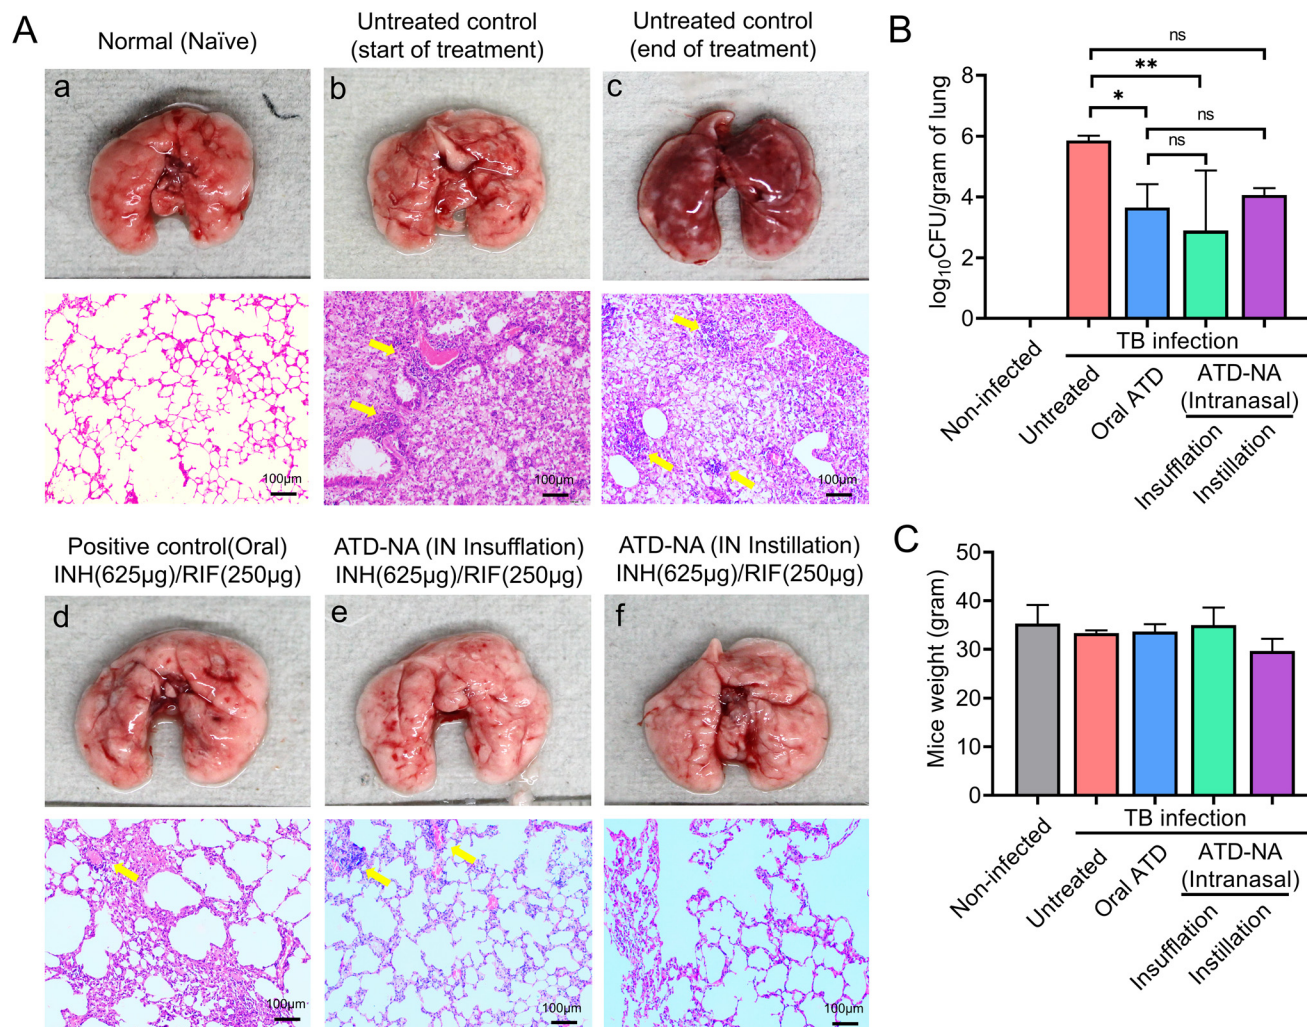 A
Normal (Naïve)
Untreated control
(start of treatment)
Untreated control
(end of treatment)
a
b
c
100µm
100µm
100µm
Positive control(Oral)
INH(625µg)/RIF(250µg)
ATD-NA (IN Insufflation)
INH(625µg)/RIF(250µg)
ATD-NA (IN Instillation)
INH(625µg)/RIF(250µg)
d
e
f
100µm
100µm
100µm
B
log10CFU/gram of lung
8
6
4
2
0
ns
**
*
ns
ns
TB infection
ATD-NA
(Intranasal)
Non-infected
Untreated
Oral ATD
Insufflation
Instillation
C
Mice weight (gram)
50
40
30
20
10
0
TB infection
ATD-NA
(Intranasal)
Non-infected
Untreated
Oral ATD
Insufflation
Instillation